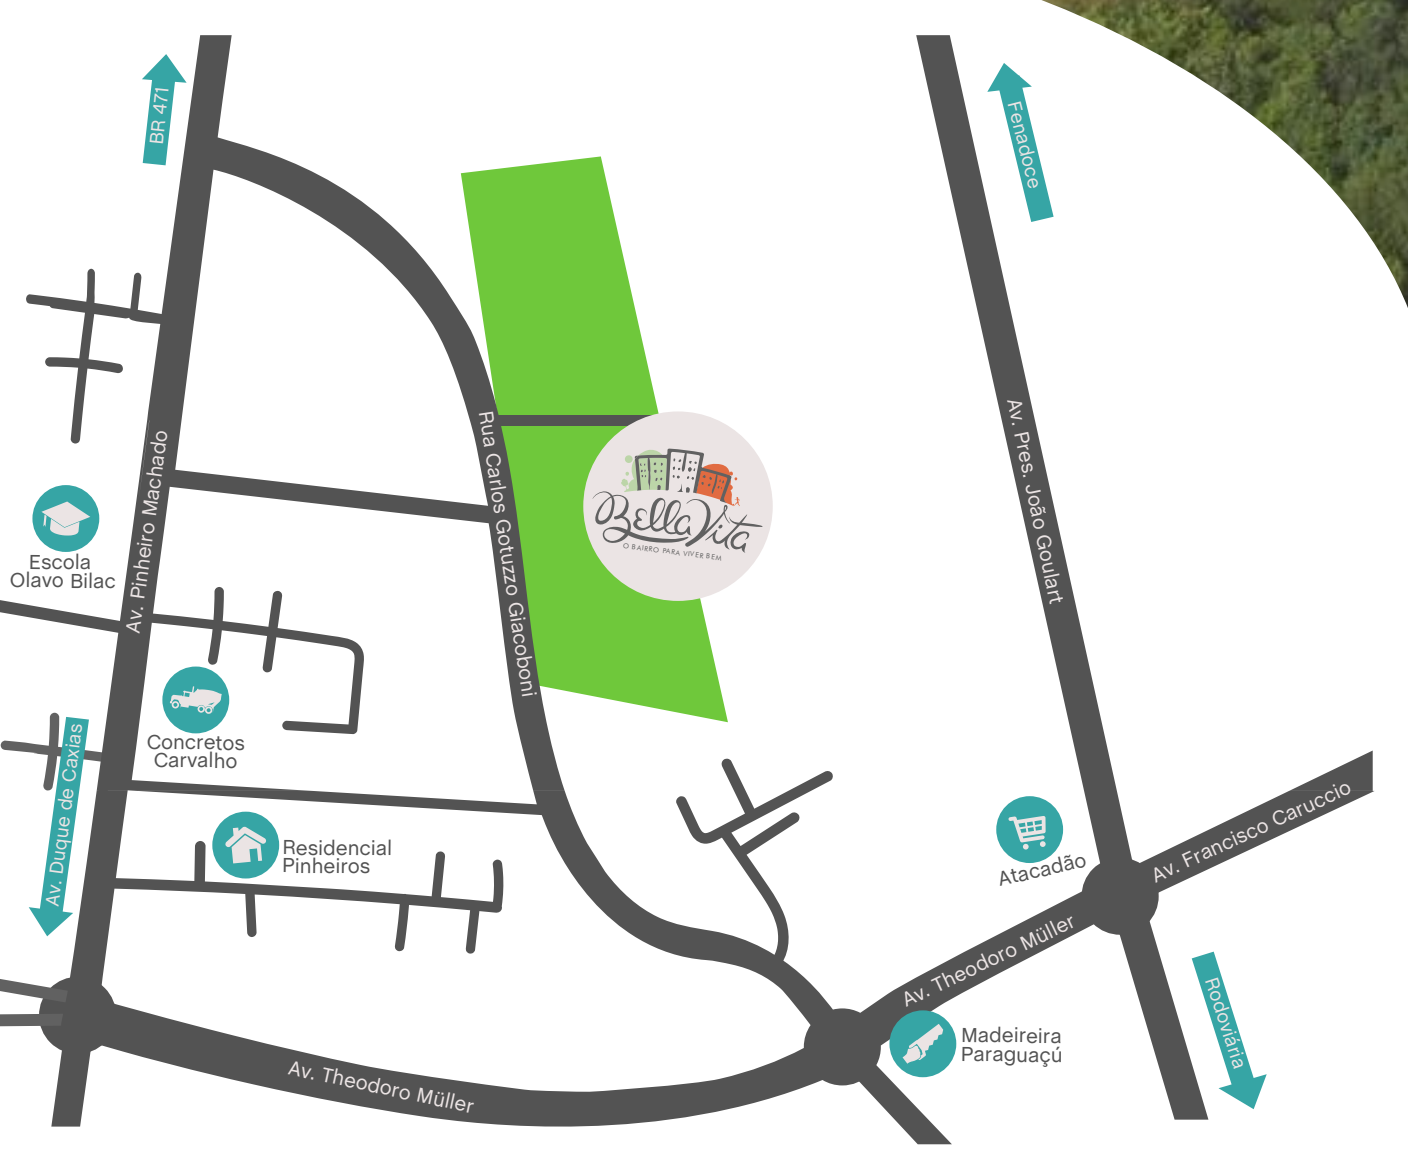 BR 471
Fenadoce
Av. Pinheiro Machado
Rua Carlos Gotuzzo Giacoboni
Av. Pres. João Goulart
Bella Vita
O BAIRRO PARA VIVER BEM
Escola
Olavo Bilac
Concretos
Carvalho
Av. Duque de Caxias
Residencial
Pinheiros
Atacadão
Av. Francisco Caruccio
Av. Theodoro Müller
Rodoviária
Madeireira
Paraguaçú
Av. Theodoro Müller